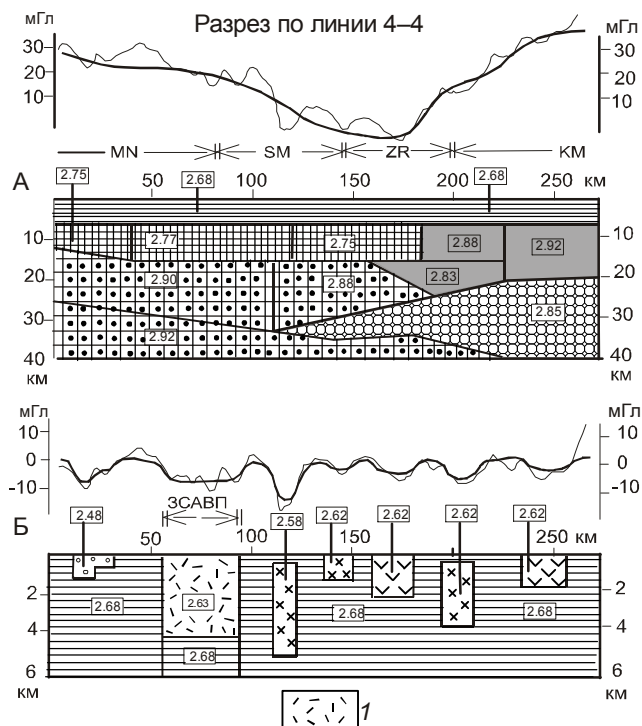 мГл Разрез по линии 4–4 мГл
30 30
20 20
10 10
MN SM ZR KM
А 2.75 50 2.68 100 150 200 2.68 250 км
10 2.77 2.75 2.88 2.92 10
20 2.90 2.88 2.83 20
30 2.92 2.85 30
40 40
км км
мГл мГл
10 10
0 0
-10 -10
ЗСАВП
2.48 2.58 2.62 2.62 2.62 2.62
Б 50 100 150 250 км
2 2.68 2.63 2.68 2.68 2
4 2.68 4
6 6
км км
1